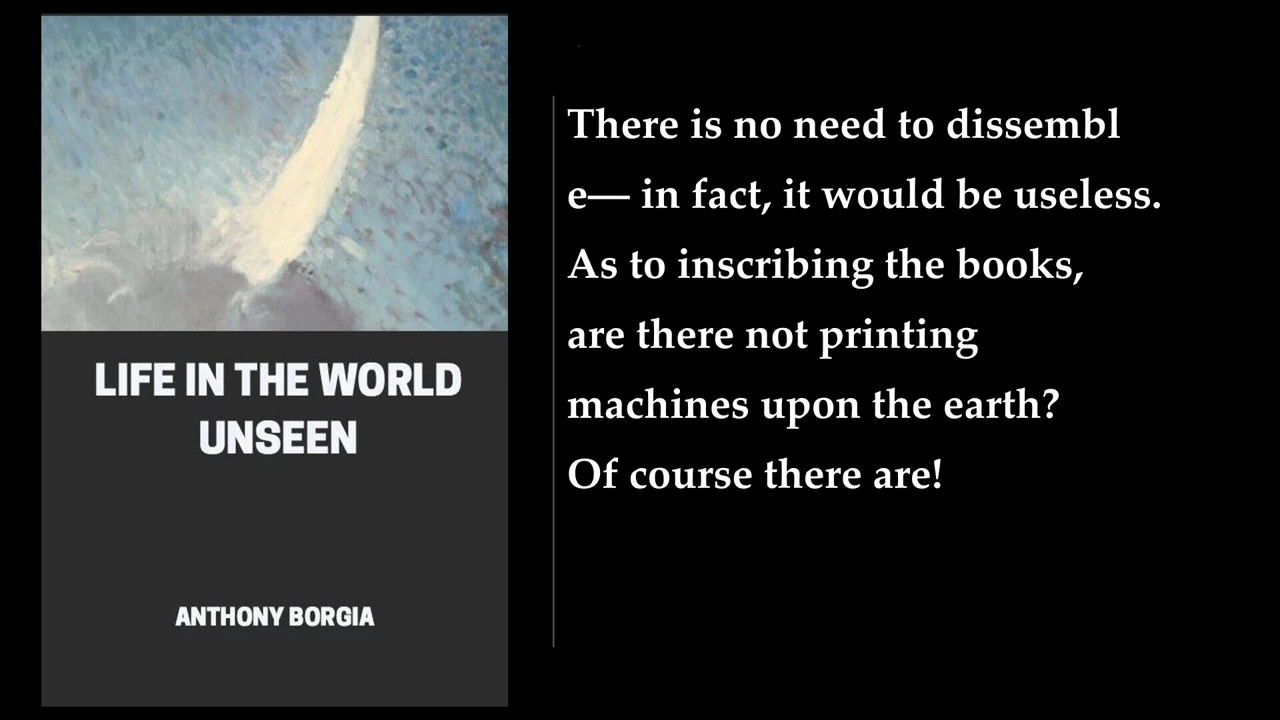 LIFE IN THE WORLD
UNSEEN
ANTHONY BORGIA
There is no need to dissembl
e— in fact, it would be useless.
As to inscribing the books,
are there not printing
machines upon the earth?
Of course there are!